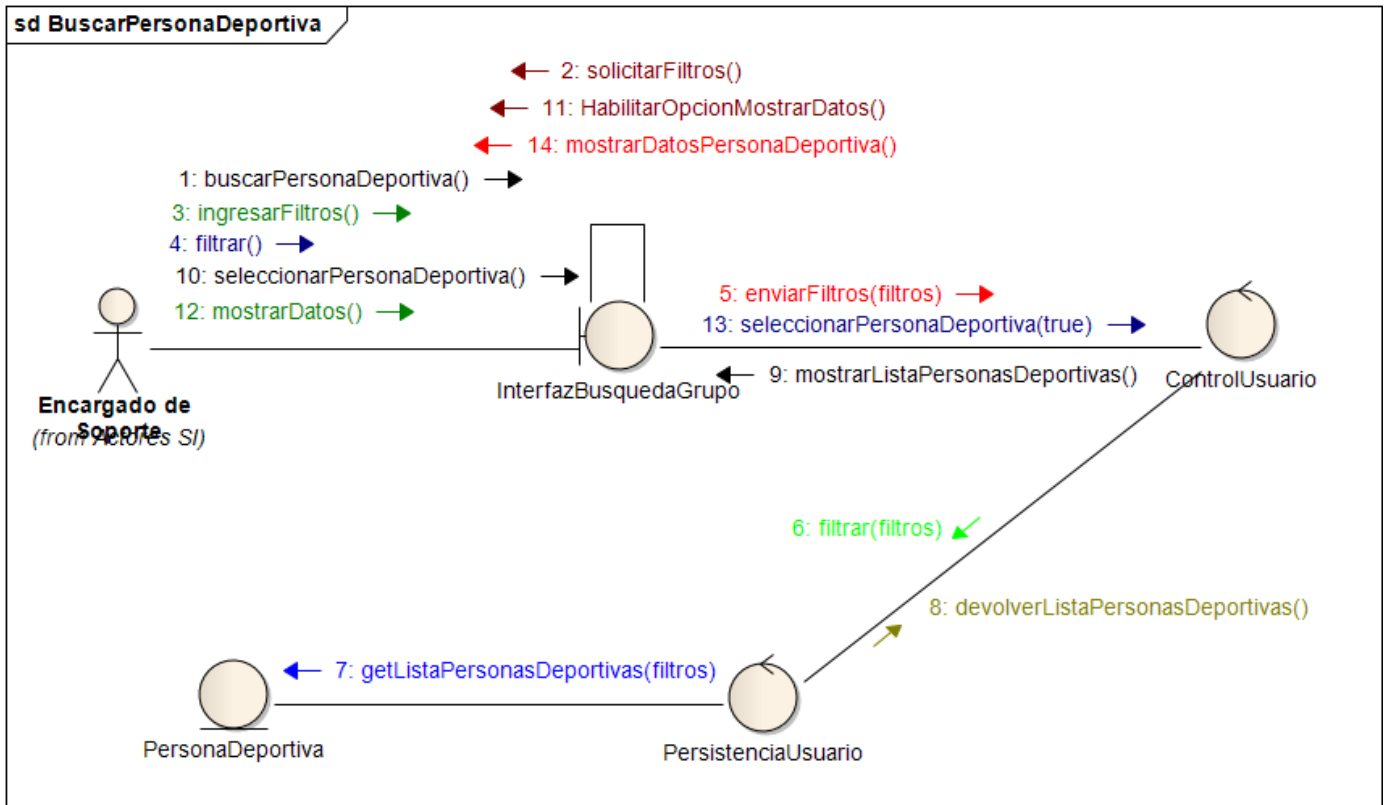 sd BuscarPersonaDeportiva
2: solicitarFiltros()
11: HabilitarOpcionMostrarDatos()
14: mostrarDatosPersonaDeportiva()
1: buscarPersonaDeportiva()
3: ingresarFiltros()
4: filtrar()
10: seleccionarPersonaDeportiva()
12: mostrarDatos()
5: enviarFiltros(filtros)
13: seleccionarPersonaDeportiva(true)
9: mostrarListaPersonasDeportivas()
InterfazBusquedaGrupo
ControlUsuario
Encargado de
Soporte
(from Actores SI)
6: filtrar(filtros)
8: devolverListaPersonasDeportivas()
7: getListaPersonasDeportivas(filtros)
PersonaDeportiva
PersistenciaUsuario